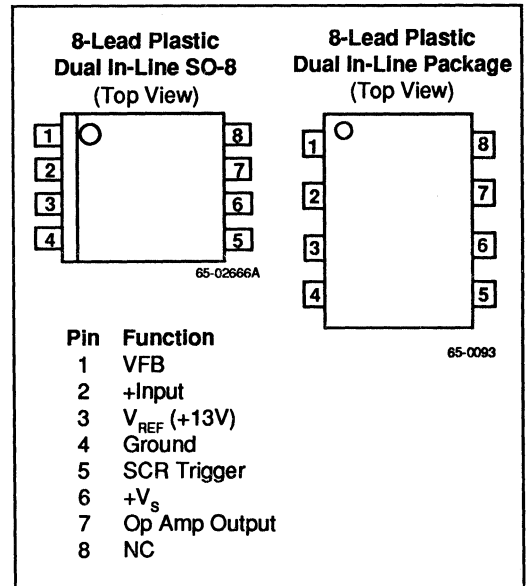 8-Lead Plastic
Dual In-Line SO-8
(Top View)
1 8
2 7
3 6
4 5
65-02666A
8-Lead Plastic
Dual In-Line Package
(Top View)
1 8
2 7
3 6
4 5
65-0093
Pin Function
1 VFB
2 +Input
3 VREF (+13V)
4 Ground
5 SCR Trigger
6 +VS
7 Op Amp Output
8 NC